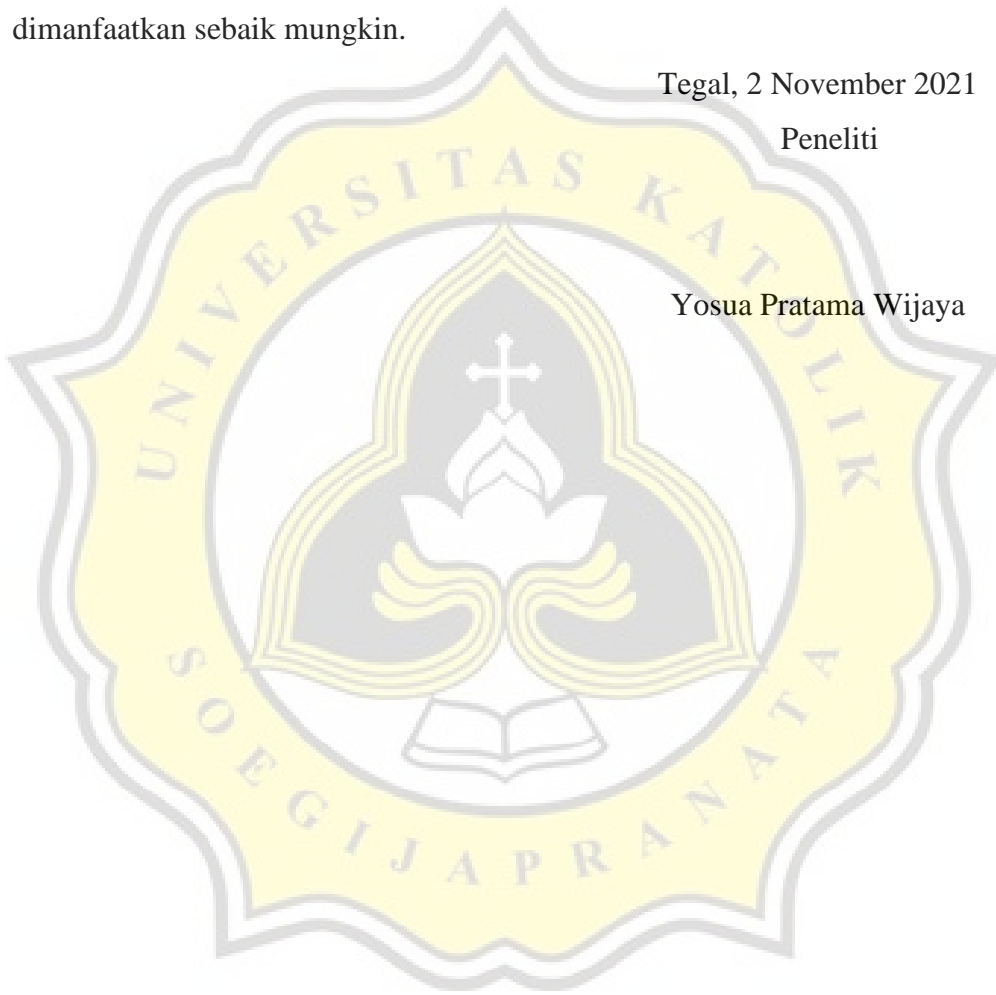 dimanfaatkan sebaik mungkin.
Tegal, 2 November 2021
Peneliti
Yosua Pratama Wijaya
UNIVERSITAS KATOLIK
SOEGIJAPRANATA